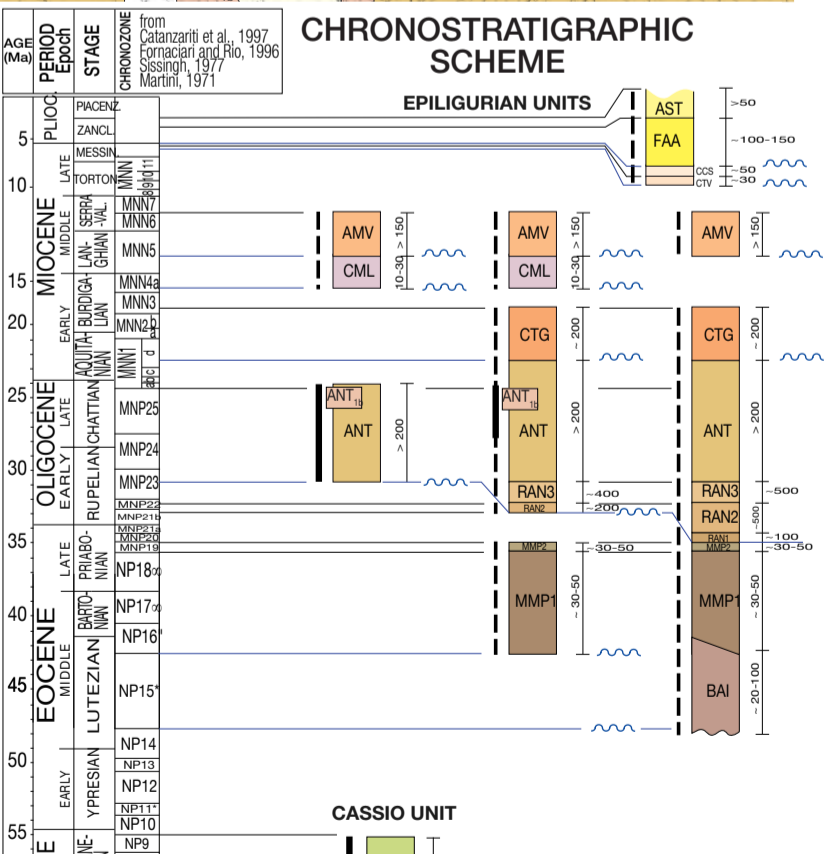 AGE
(Ma)
PERIOD
Epoch
STAGE
CHRONOZONE
from
Catanzariti et al., 1997
Fornaciari and Rio, 1996
Sissingh, 1977
Martini, 1971
CHRONOSTRATIGRAPHIC
SCHEME
EPILIGURIAN UNITS
5
10
15
20
25
30
35
40
45
50
55
PLIOC.
MIOCENE
LATE
MIDDLE
EARLY
OLIGOCENE
LATE
EARLY
EOCENE
LATE
MIDDLE
EARLY
E
PIACENZ.
ZANCL.
MESSIN.
TORTON.
SERRA
-VAL.
LAN-
GHIAN
BURDIGA-
LIAN
AQUITA-
NIAN
CHATTIAN
RUPELIAN
PRIABO-
NIAN
BARTO-
NIAN
LUTEZIAN
YPRESIAN
NE-
MNN
8 9 10 11
MNN7
MNN6
MNN5
MNN4a
MNN3
MNN2 b
a
MNN1
d
abc
MNP25
MNP24
MNP23
MNP22
MNP21b
MNP21a
MNP20
MNP19
NP18∞
NP17∞
NP16'
NP15*
NP14
NP13
NP12
NP11*
NP10
NP9
AST
>50
FAA
~100-150
CCS
~50
CTV
~30
AMV
> 150
CML
10-30
AMV
> 150
CML
10-30
AMV
> 150
CTG
~ 200
CTG
~ 200
ANT1b
ANT
> 200
ANT1b
ANT
> 200
ANT
> 200
RAN3
~400
RAN2
~200
RAN3
~500
RAN2
~500
RAN1
~100
MMP2
~30-50
MMP2
~30-50
MMP1
~ 30-50
MMP1
~ 30-50
BAI
~ 20-100
CASSIO UNIT